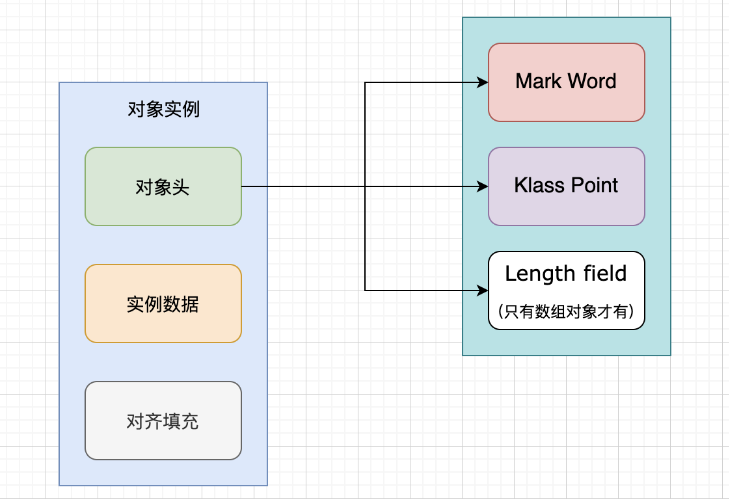 对象实例
对象头
实例数据
对齐填充
Mark Word
Klass Point
Length field
(只有数组对象才有)